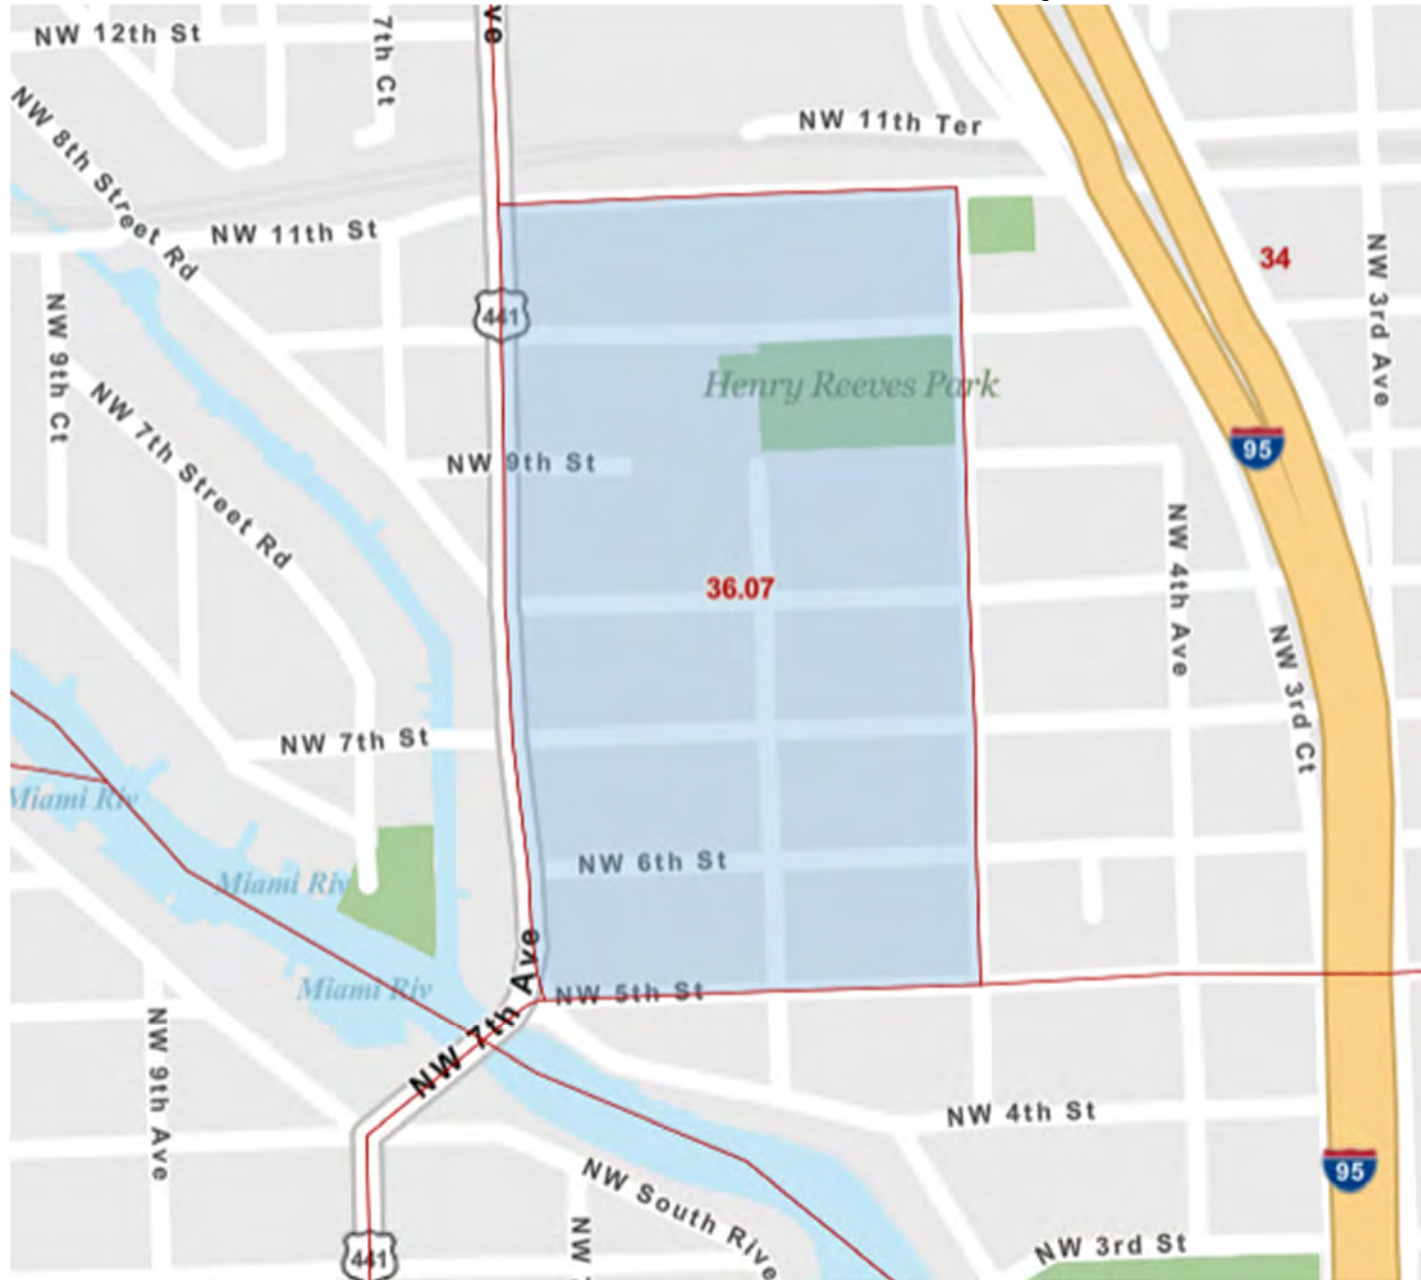 NW 12th St
7th Ct
ve
NW 11th Ter
NW 8th Street Rd
NW 11th St
34
NW 3rd Ave
441
NW 9th Ct
Henry Reeves Park
NW 7th Street Rd
95
NW 9th St
NW 4th Ave
36.07
NW 3rd Ct
NW 7th St
Miami Riv
NW 6th St
Miami Riv
Miami Riv
NW 5th St
NW 7th Ave
NW 9th Ave
NW 4th St
95
NW South Rive
NW
NW 3rd St
441